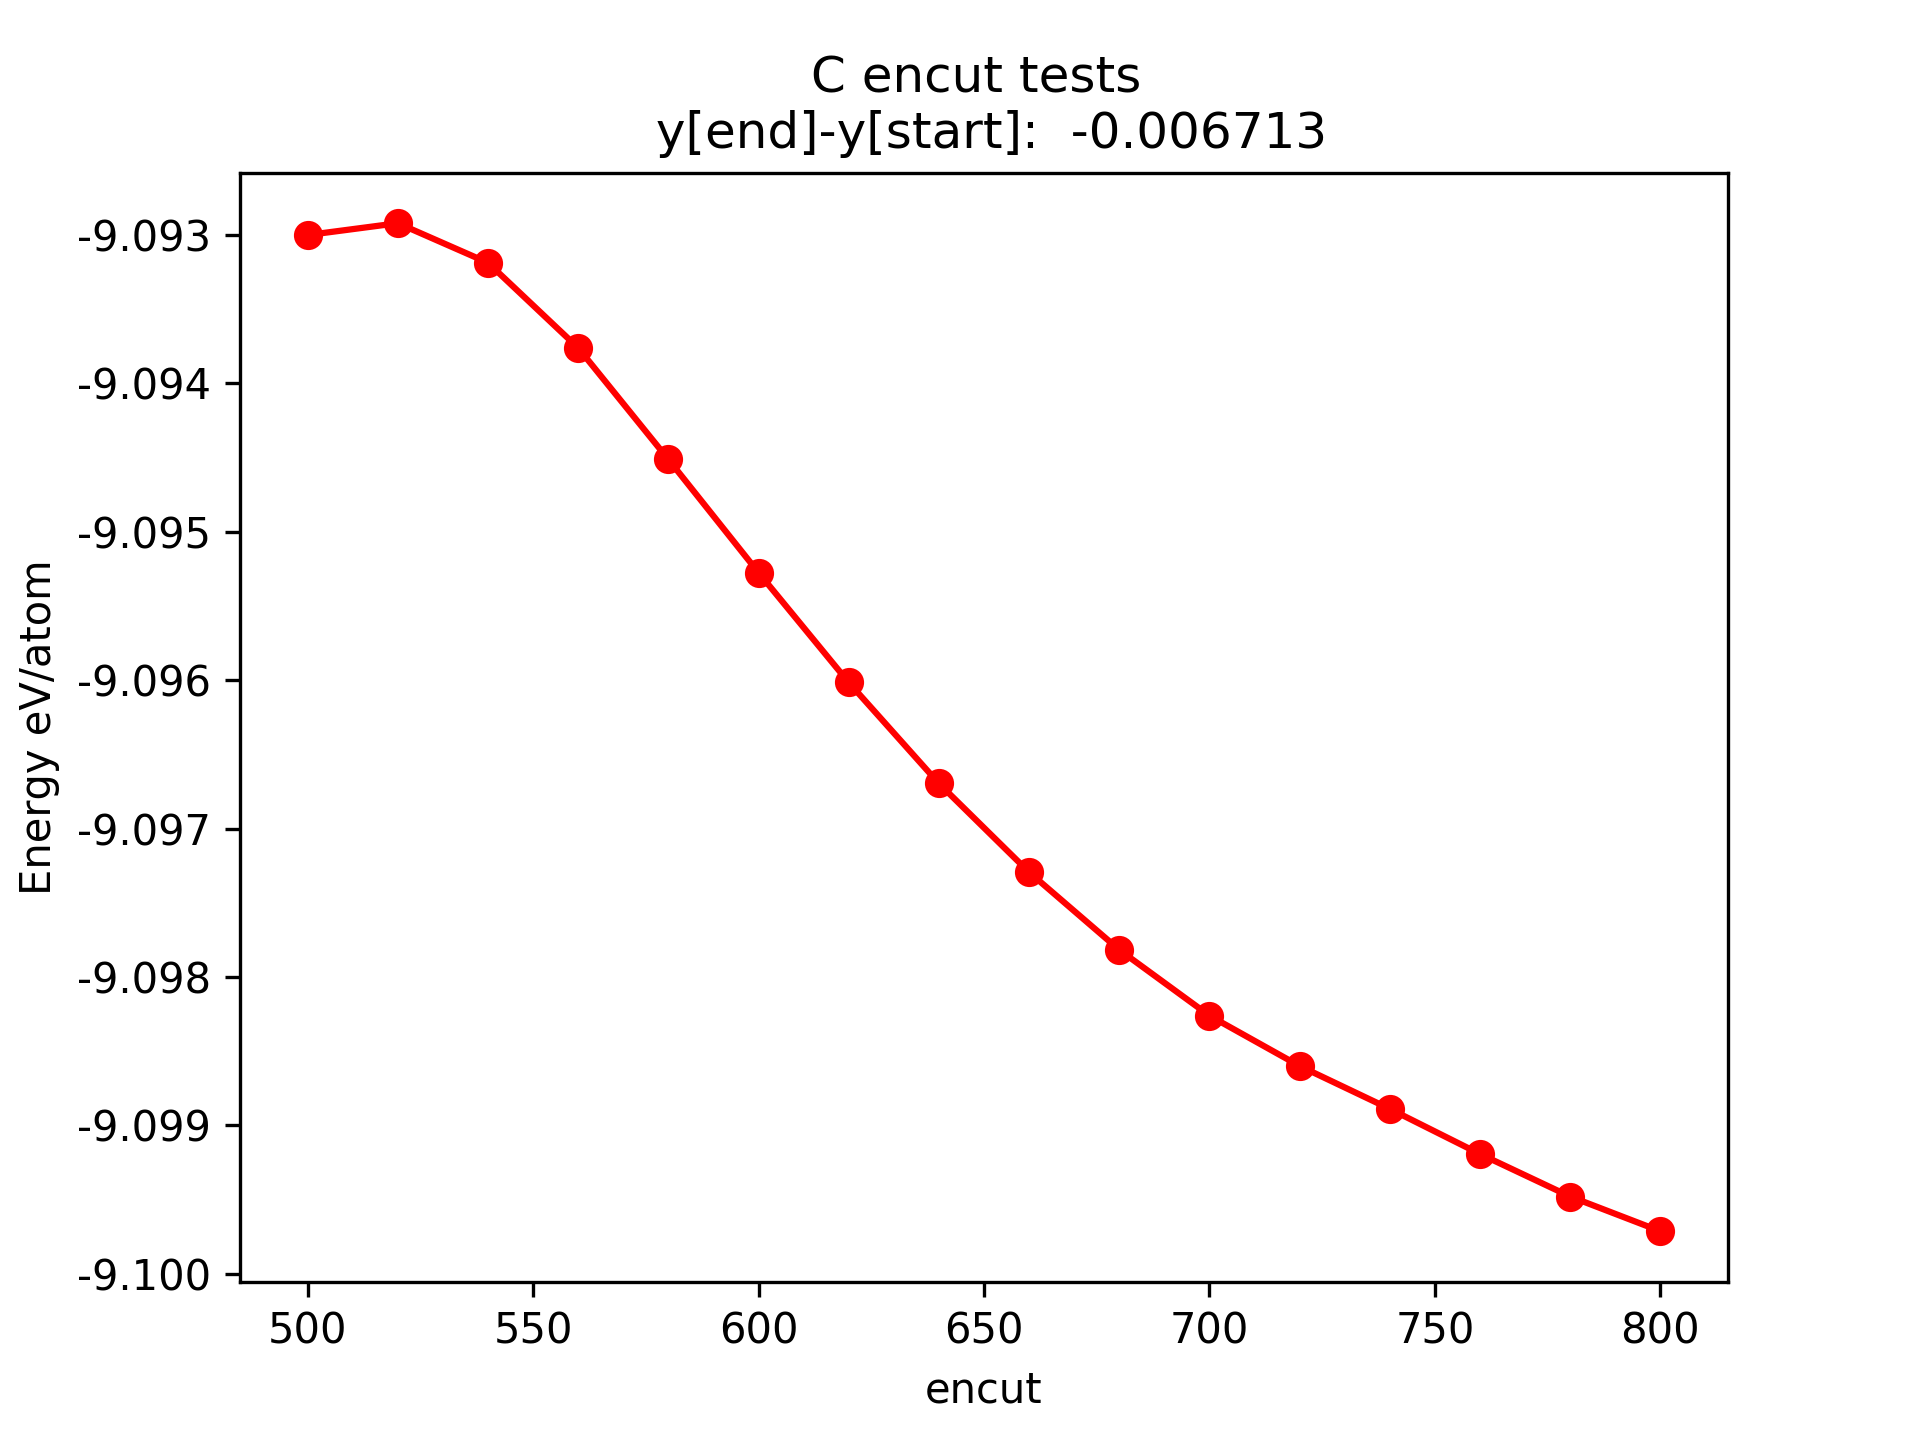 C encut tests
y[end]-y[start]:  -0.006713
Energy eV/atom
-9.093
-9.094
-9.095
-9.096
-9.097
-9.098
-9.099
-9.100
500 550 600 650 700 750 800
encut